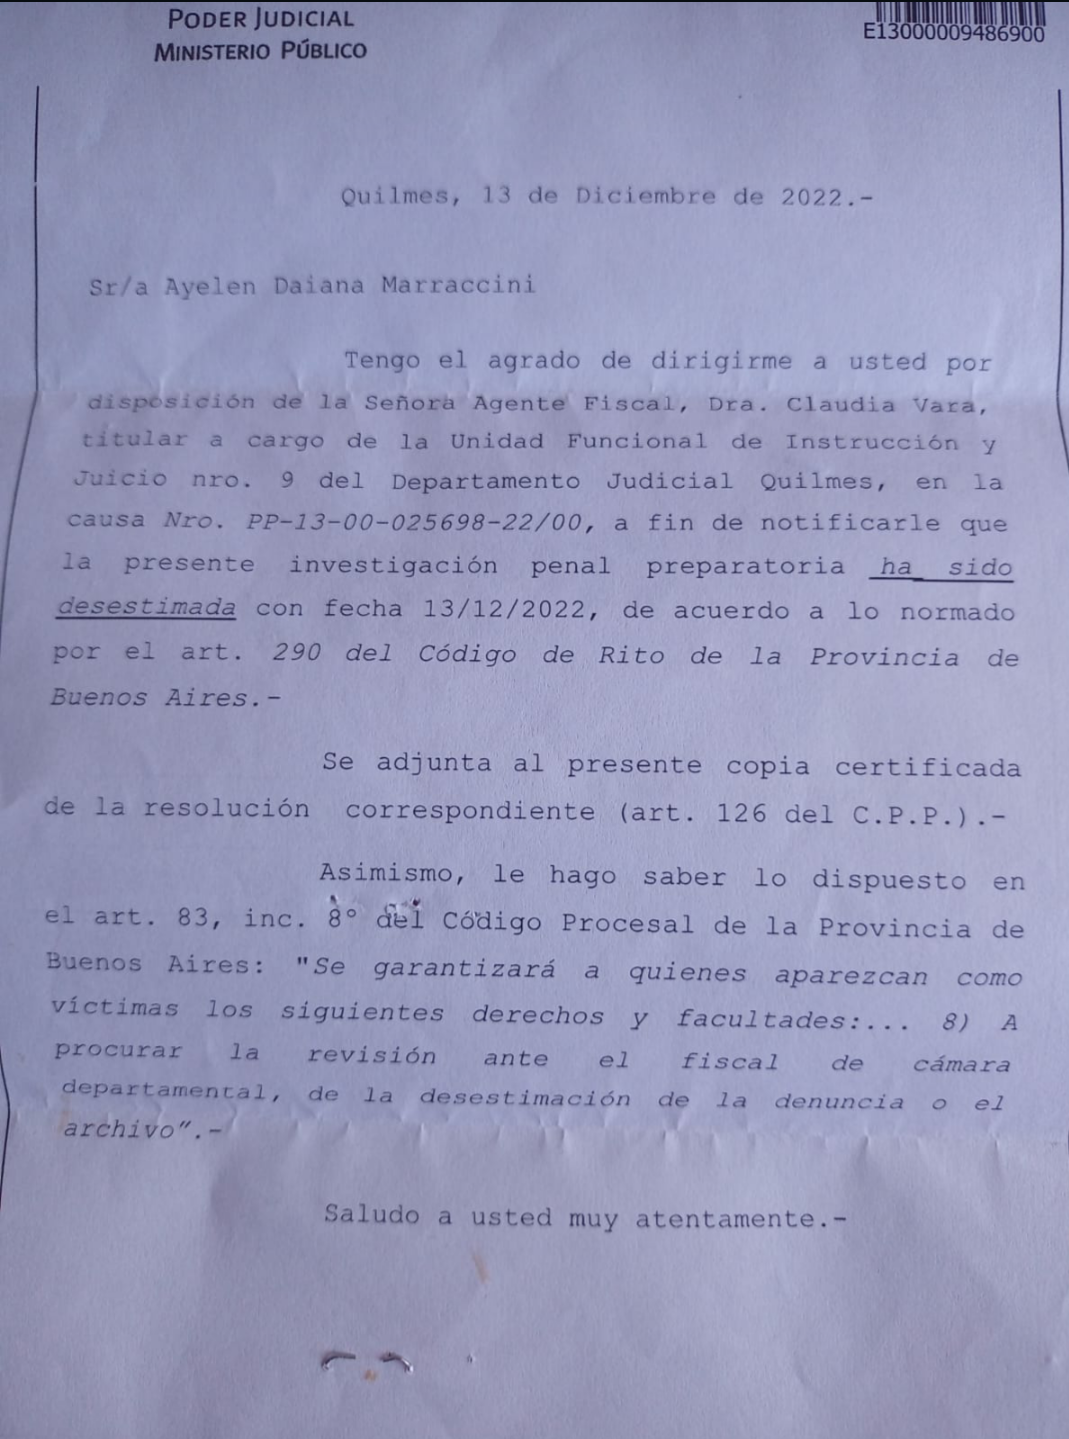 PODER JUDICIAL
MINISTERIO PÚBLICO
E13000009486900
Quilmes, 13 de Diciembre de 2022.-
Sr/a Ayelen Daiana Marraccini
Tengo el agrado de dirigirme a usted por
disposición de la Señora Agente Fiscal, Dra. Claudia Vara,
titular a cargo de la Unidad Funcional de Instrucción y
Juicio nro. 9 del Departamento Judicial Quilmes, en la
causa Nro. PP-13-00-025698-22/00, a fin de notificarle que
la presente investigación penal preparatoria ha sido
desestimada con fecha 13/12/2022, de acuerdo a lo normado
por el art. 290 del Código de Rito de la Provincia de
Buenos Aires.-
Se adjunta al presente copia certificada
de la resolución correspondiente (art. 126 del C.P.P.).-
Asimismo, le hago saber lo dispuesto en
el art. 83, inc. 8° del Código Procesal de la Provincia de
Buenos Aires: "Se garantizará a quienes aparezcan como
víctimas los siguientes derechos y facultades:... 8) A
procurar la revisión ante el fiscal de cámara
departamental, de la desestimación de la denuncia o el
archivo".-
Saludo a usted muy atentamente.-